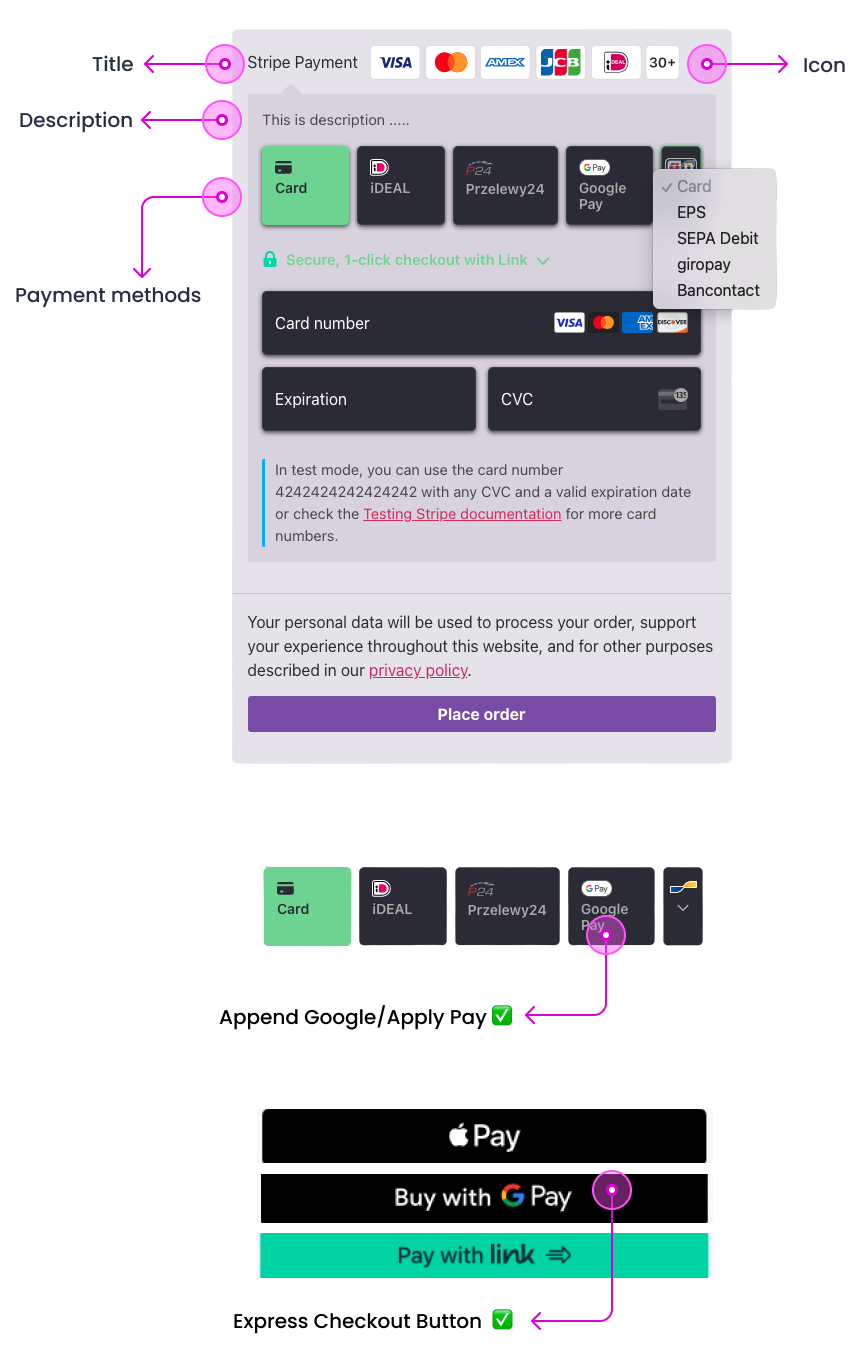 Title
Stripe Payment
VISA
AMEX
JCB
iDEAL
30+
Icon
Description
This is description .....
Card
iDEAL
P24
Przelewy24
G Pay
Google
Pay
Card
EPS
SEPA Debit
giropay
Bancontact
Payment methods
Secure, 1-click checkout with Link
Card number
VISA
AM
EX
DISCOVER
Expiration
CVC
135
In test mode, you can use the card number
4242424242424242 with any CVC and a valid expiration date
or check the Testing Stripe documentation for more card
numbers.
Your personal data will be used to process your order, support
your experience throughout this website, and for other purposes
described in our privacy policy.
Place order
Card
iDEAL
P24
Przelewy24
G Pay
Google
Pay
Append Google/Apply Pay ✅
Pay
Buy with G Pay
Pay with link
Express Checkout Button ✅